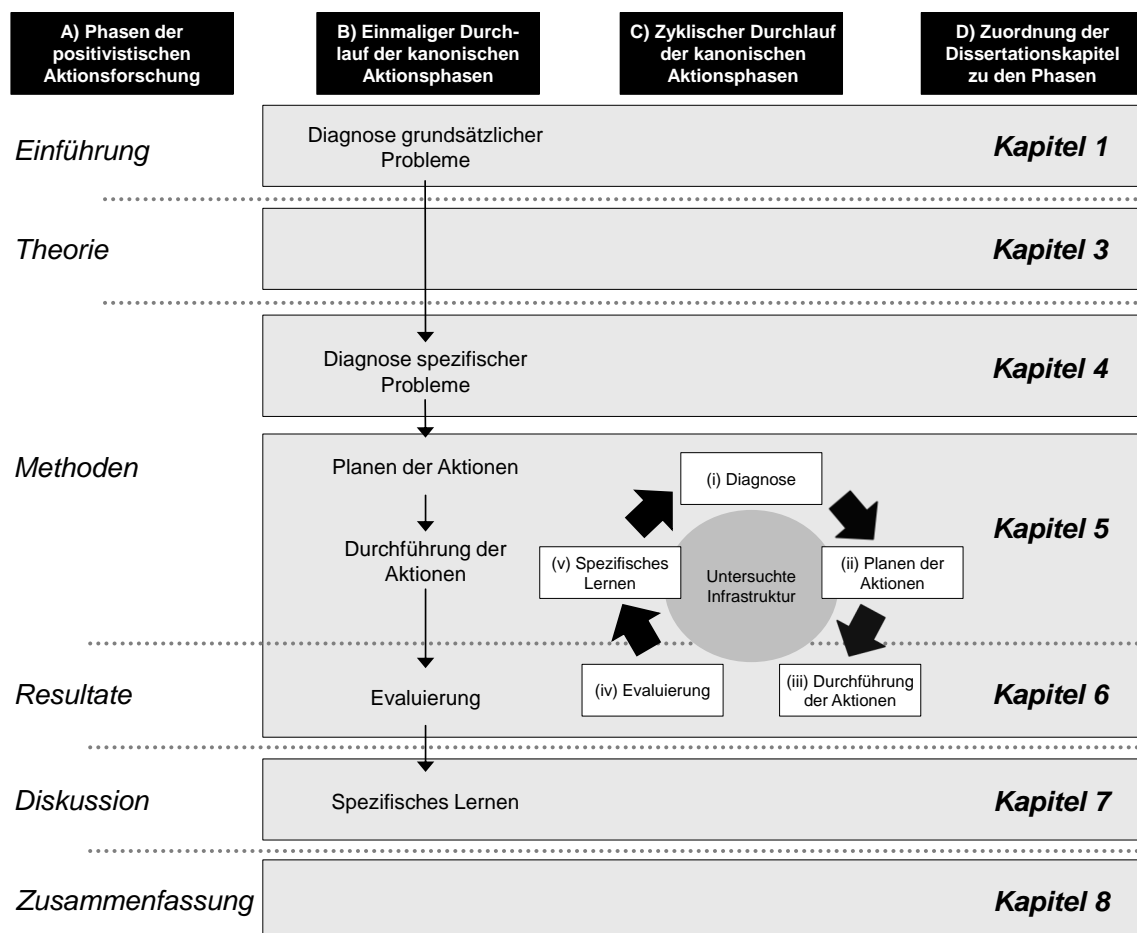 A) Phasen der
positivistischen
Aktionsforschung
B) Einmaliger Durch-
lauf der kanonischen
Aktionsphasen
C) Zyklischer Durchlauf
der kanonischen
Aktionsphasen
D) Zuordnung der
Dissertationskapitel
zu den Phasen
Einführung
Diagnose grundsätzlicher
Probleme
Kapitel 1
Theorie
Kapitel 3
Diagnose spezifischer
Probleme
Kapitel 4
Methoden
Planen der Aktionen
Durchführung der
Aktionen
(i) Diagnose
(ii) Planen der
Aktionen
(iii) Durchführung
der Aktionen
(iv) Evaluierung
(v) Spezifisches
Lernen
Untersuchte
Infrastruktur
Kapitel 5
Resultate
Evaluierung
Kapitel 6
Diskussion
Spezifisches Lernen
Kapitel 7
Zusammenfassung
Kapitel 8